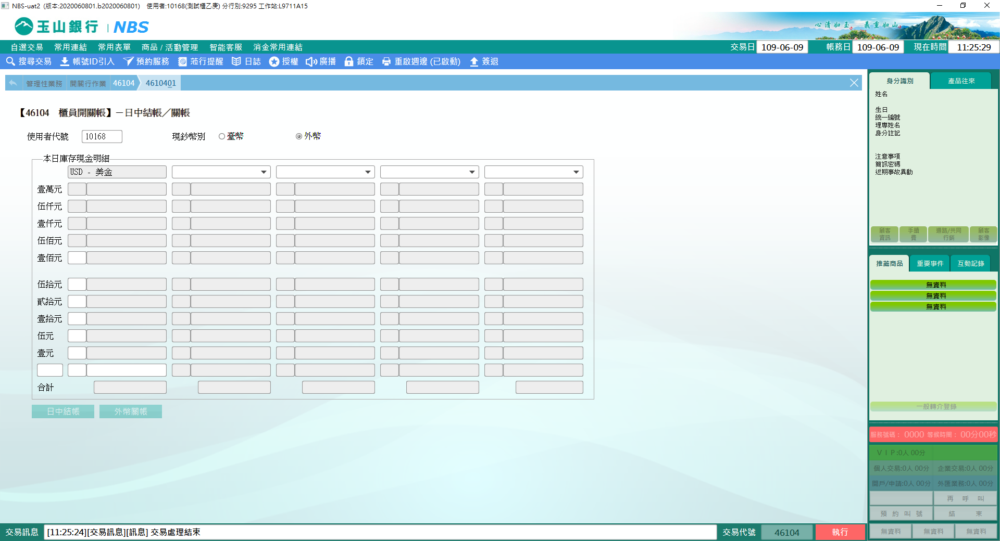 NBS-uat2 (版本:2020060801.b2020060801) 使用者:10168(測試櫃乙庚) 分行別:9295 工作站:L9711A15
玉山銀行 | NBS
心清如玉。 義重如山。
自選交易 常用連結 常用表單 商品 / 活動管理 智能客服 消金常用連結 交易日 109-06-09 帳務日 109-06-09 現在時間 11:25:29
搜尋交易 帳號ID引入 預約服務 蒞行提醒 日誌 授權 廣播 鎖定 重啟週邊 (已啟動) 簽退
管理性業務 開關行作業 46104 4610401
【46104 櫃員開關帳】－日中結帳／關帳
使用者代號 10168 現鈔幣別 臺幣 外幣
本日庫存現金明細
USD - 美金
壹萬元
伍仟元
壹仟元
伍佰元
壹佰元
伍拾元
貳拾元
壹拾元
伍元
壹元
合計
日中結帳 外幣關帳
身分識別 產品往來
姓名
生日
統一編號
理專姓名
身分註記
注意事項
簡訊密碼
近期事故異動
顧客資訊 手續費 通路/共同行銷 顧客影像
推薦商品 重要事件 互動記錄
無資料
無資料
無資料
一般轉介登錄
服務號碼： 0000 等候時間： 00分00秒
ＶＩＰ:0人 00分
個人交易:0人 00分 企業交易:0人 00分
開戶/申請:0人 00分 外匯業務:0人 00分
再 呼 叫
預 約 叫 號 結 束
無資料 無資料 無資料
交易訊息 [11:25:24][交易訊息][訊息] 交易處理結束 交易代號 46104 執行